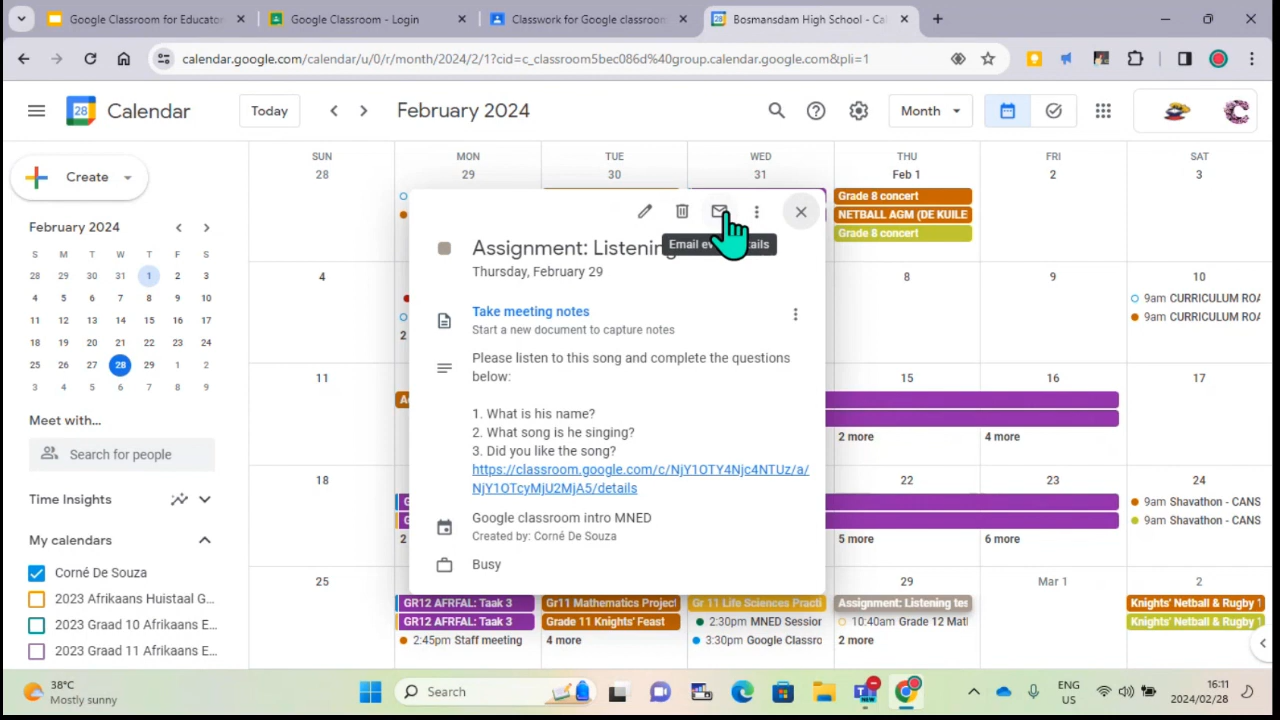 Google Classroom for Educator
Google Classroom - Login
Classwork for Google classroom
Bosmansdam High School - Cal
calendar.google.com/calendar/u/0/r/month/2024/2/1?cid=c_classroom5bec086d%40group.calendar.google.com&pli=1
28
Calendar
Today
February 2024
Month
Create
February 2024
S M T W T F S
28 29 30 31 1 2 3
4 5 6 7 8 9 10
11 12 13 14 15 16 17
18 19 20 21 22 23 24
25 26 27 28 29 1 2
3 4 5 6 7 8 9
Meet with...
Search for people
Time Insights
My calendars
Corné De Souza
2023 Afrikaans Huistaal G...
2023 Graad 10 Afrikaans E...
2023 Graad 11 Afrikaans E...
SUN MON TUE WED THU FRI SAT
28 29 30 31 Feb 1 2 3
Grade 8 concert
NETBALL AGM (DE KUILE
Grade 8 concert
4 8 9 10
9am CURRICULUM ROA
9am CURRICULUM ROA
2
11 15 16 17
2 more
4 more
18 22 23 24
9am Shavathon - CANS
9am Shavathon - CANS
2
5 more
6 more
Email details
Assignment: Listening
Thursday, February 29
Take meeting notes
Start a new document to capture notes
Please listen to this song and complete the questions
below:
1. What is his name?
2. What song is he singing?
3. Did you like the song?
https://classroom.google.com/c/NjY1OTY4Njc4NTUz/a/
NjY1OTcyMjU2MjA5/details
Google classroom intro MNED
Created by: Corné De Souza
Busy
25 29 Mar 1 2
GR12 AFRFAL: Taak 3
Gr11 Mathematics Project
Gr 11 Life Sciences Practi
Assignment: Listening tes
Knights' Netball & Rugby 1
GR12 AFRFAL: Taak 3
Grade 11 Knights' Feast
2:30pm MNED Sessior
10:40am Grade 12 Matl
Knights' Netball & Rugby 1
2:45pm Staff meeting
4 more
3:30pm Google Classro
2 more
38°C
Mostly sunny
Search
NEW
ENG
US
16:11
2024/02/28